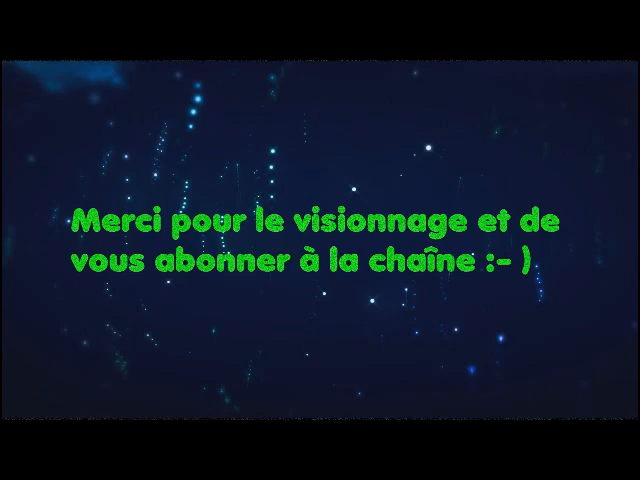 Merci pour le visionnage et de
vous abonner à la chaîne :- )